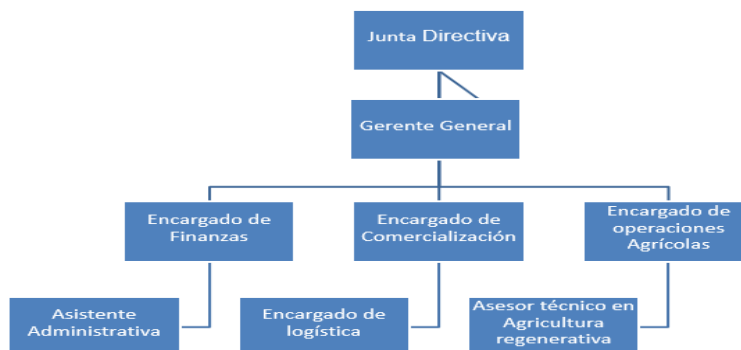 Junta Directiva
Gerente General
Encargado de
Finanzas
Encargado de
Comercialización
Encargado de
operaciones
Agrícolas
Asistente
Administrativa
Encargado de
logística
Asesor técnico en
Agricultura
regenerativa